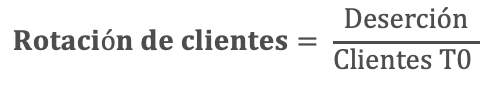 Rotación de clientes = Deserción
Clientes T0